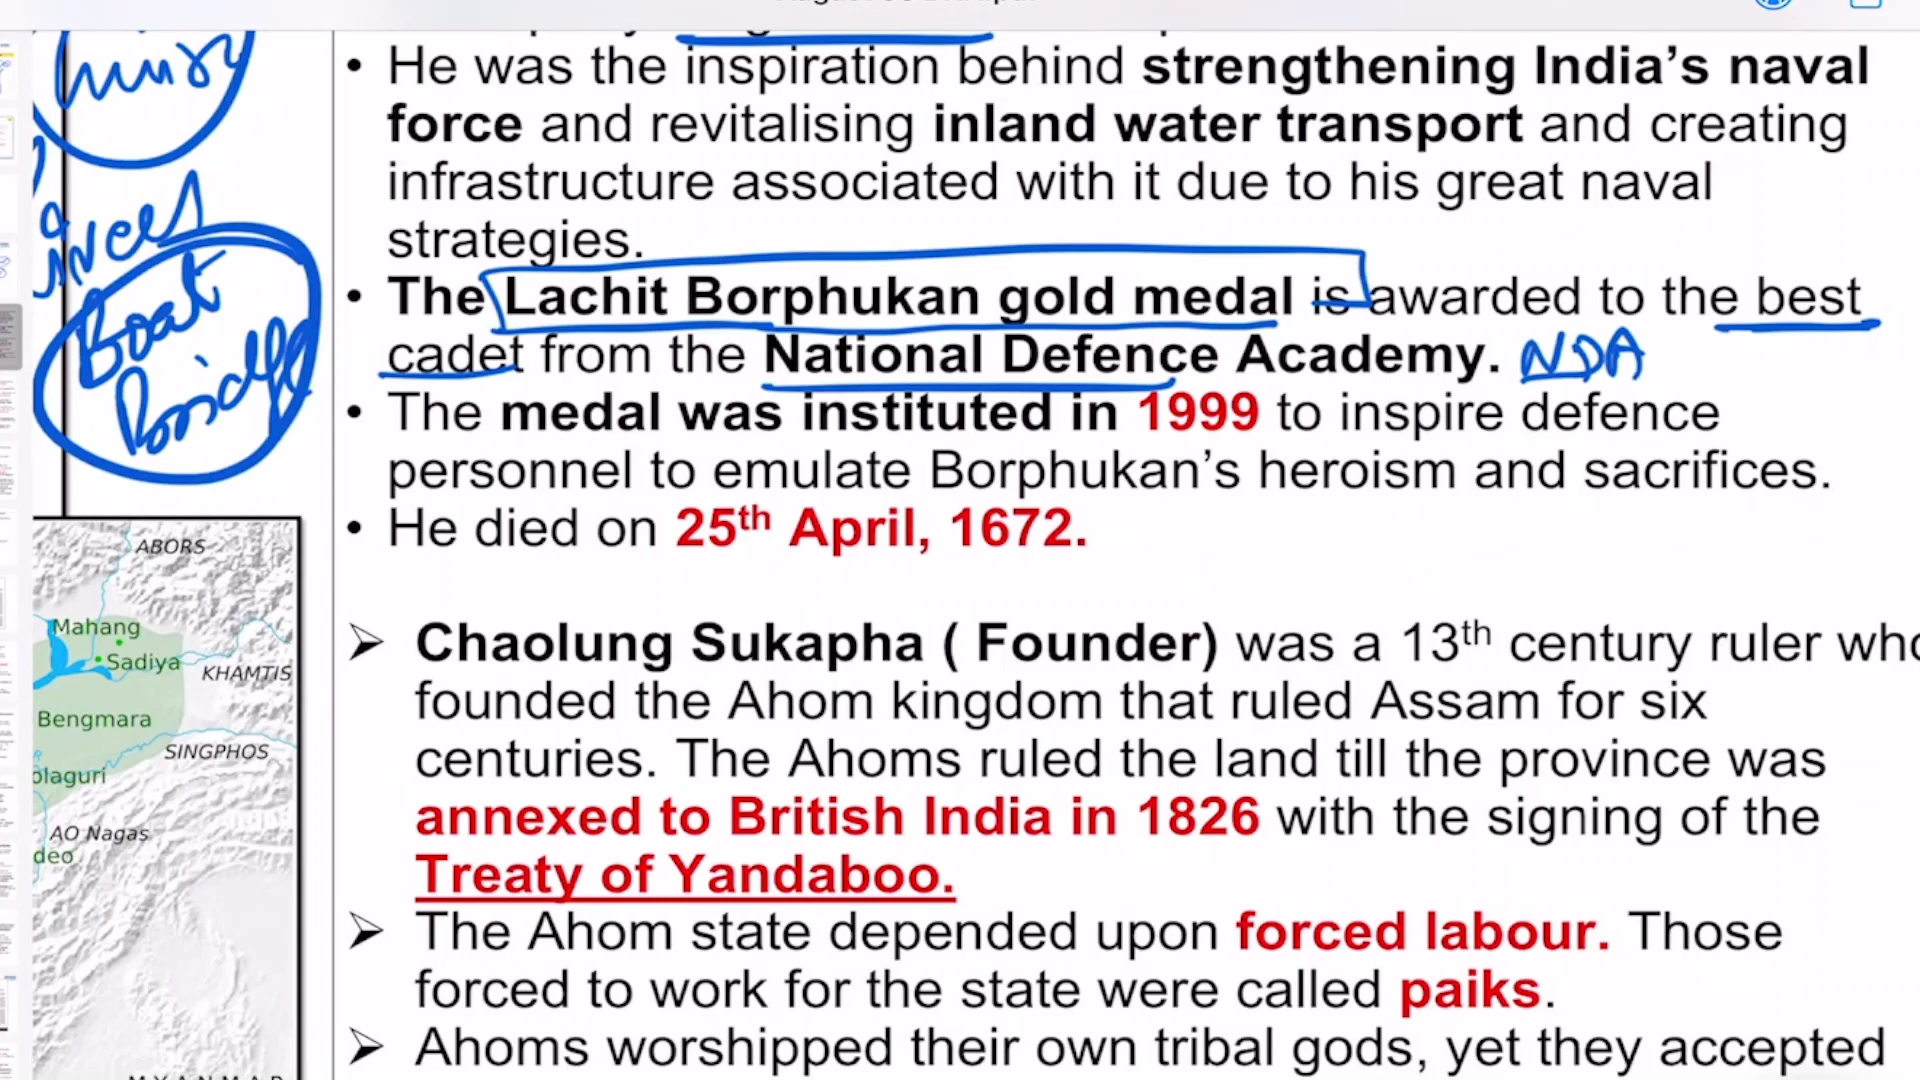 He was the inspiration behind strengthening India's naval
force and revitalising inland water transport and creating
infrastructure associated with it due to his great naval
strategies.
The Lachit Borphukan gold medal is awarded to the best
cadet from the National Defence Academy. NDA
The medal was instituted in 1999 to inspire defence
personnel to emulate Borphukan's heroism and sacrifices.
He died on 25th April, 1672.
Chaolung Sukapha ( Founder) was a 13th century ruler who
founded the Ahom kingdom that ruled Assam for six
centuries. The Ahoms ruled the land till the province was
annexed to British India in 1826 with the signing of the
Treaty of Yandaboo.
The Ahom state depended upon forced labour. Those
forced to work for the state were called paiks.
Ahoms worshipped their own tribal gods, yet they accepted
Boat
Bridge
ABORS
Mahang
Sadiya
KHAMTIS
Bengmara
SINGPHOS
olaguri
AO Nagas
deo
MYANMAR